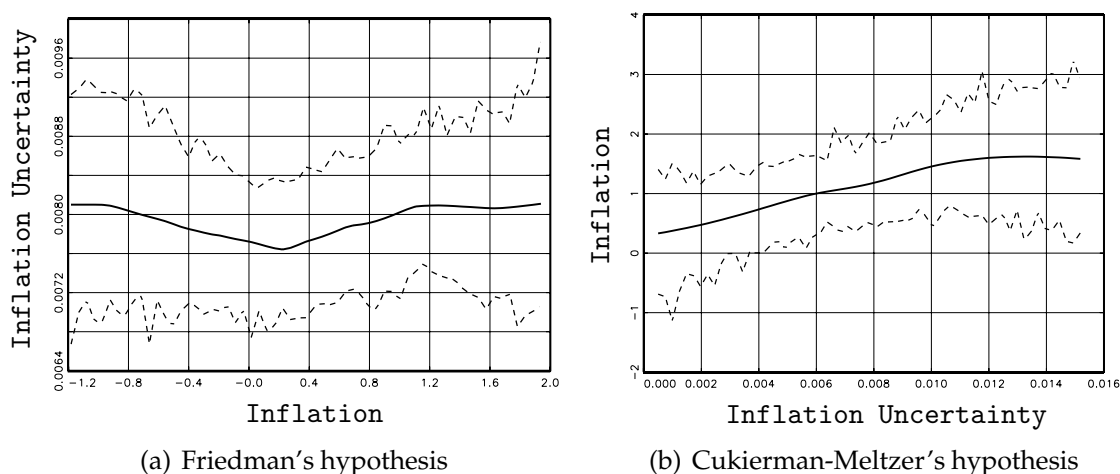 Inflation Uncertainty
0.0096
0.0088
0.0080
0.0072
0.0064
-1.2 -0.8 -0.4 -0.0 0.4 0.8 1.2 1.6 2.0
Inflation
(a) Friedman's hypothesis
Inflation
4
3
2
1
0
-1
-2
0.000 0.002 0.004 0.006 0.008 0.010 0.012 0.014 0.016
Inflation Uncertainty
(b) Cukierman-Meltzer's hypothesis